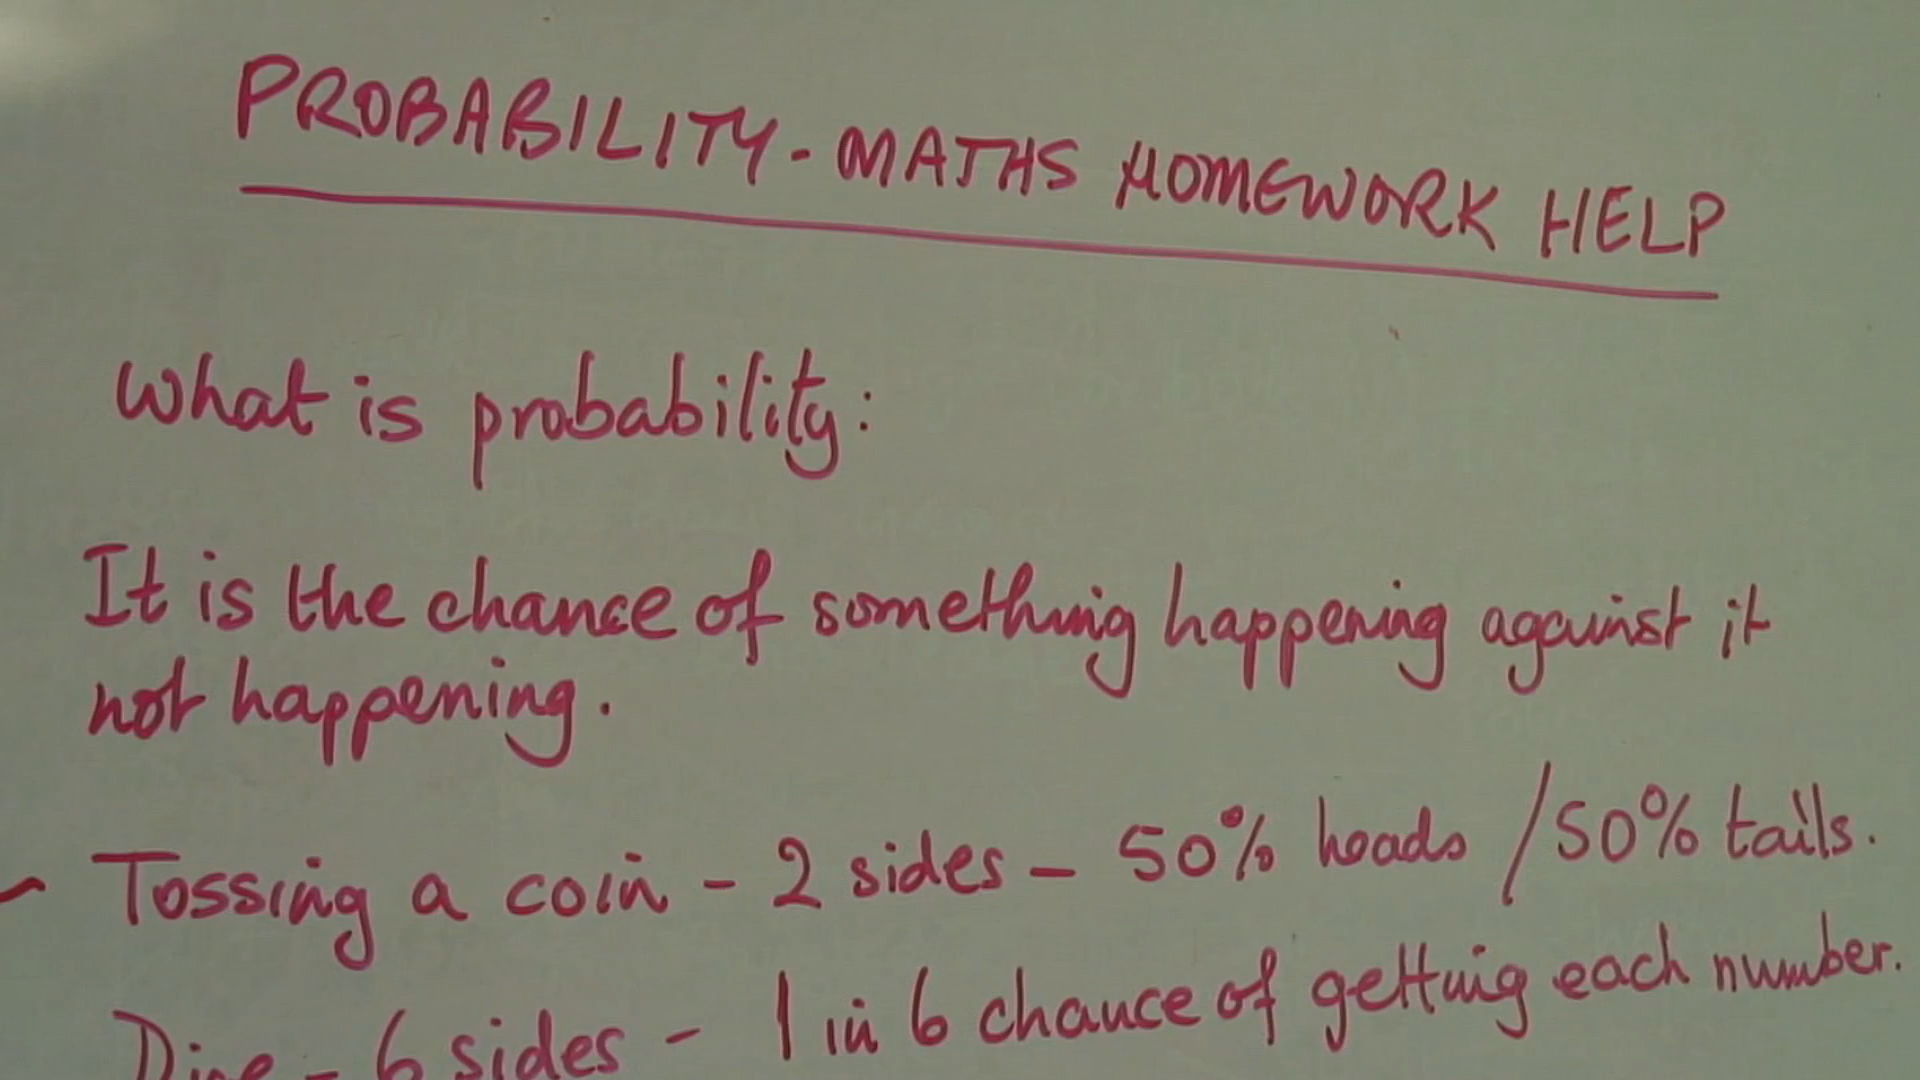 PROBABILITY - MATHS HOMEWORK HELP
What is probability:
It is the chance of something happening against it
not happening.
- Tossing a coin - 2 sides - 50% heads / 50% tails.
Dice - 6 sides - 1 in 6 chance of getting each number.